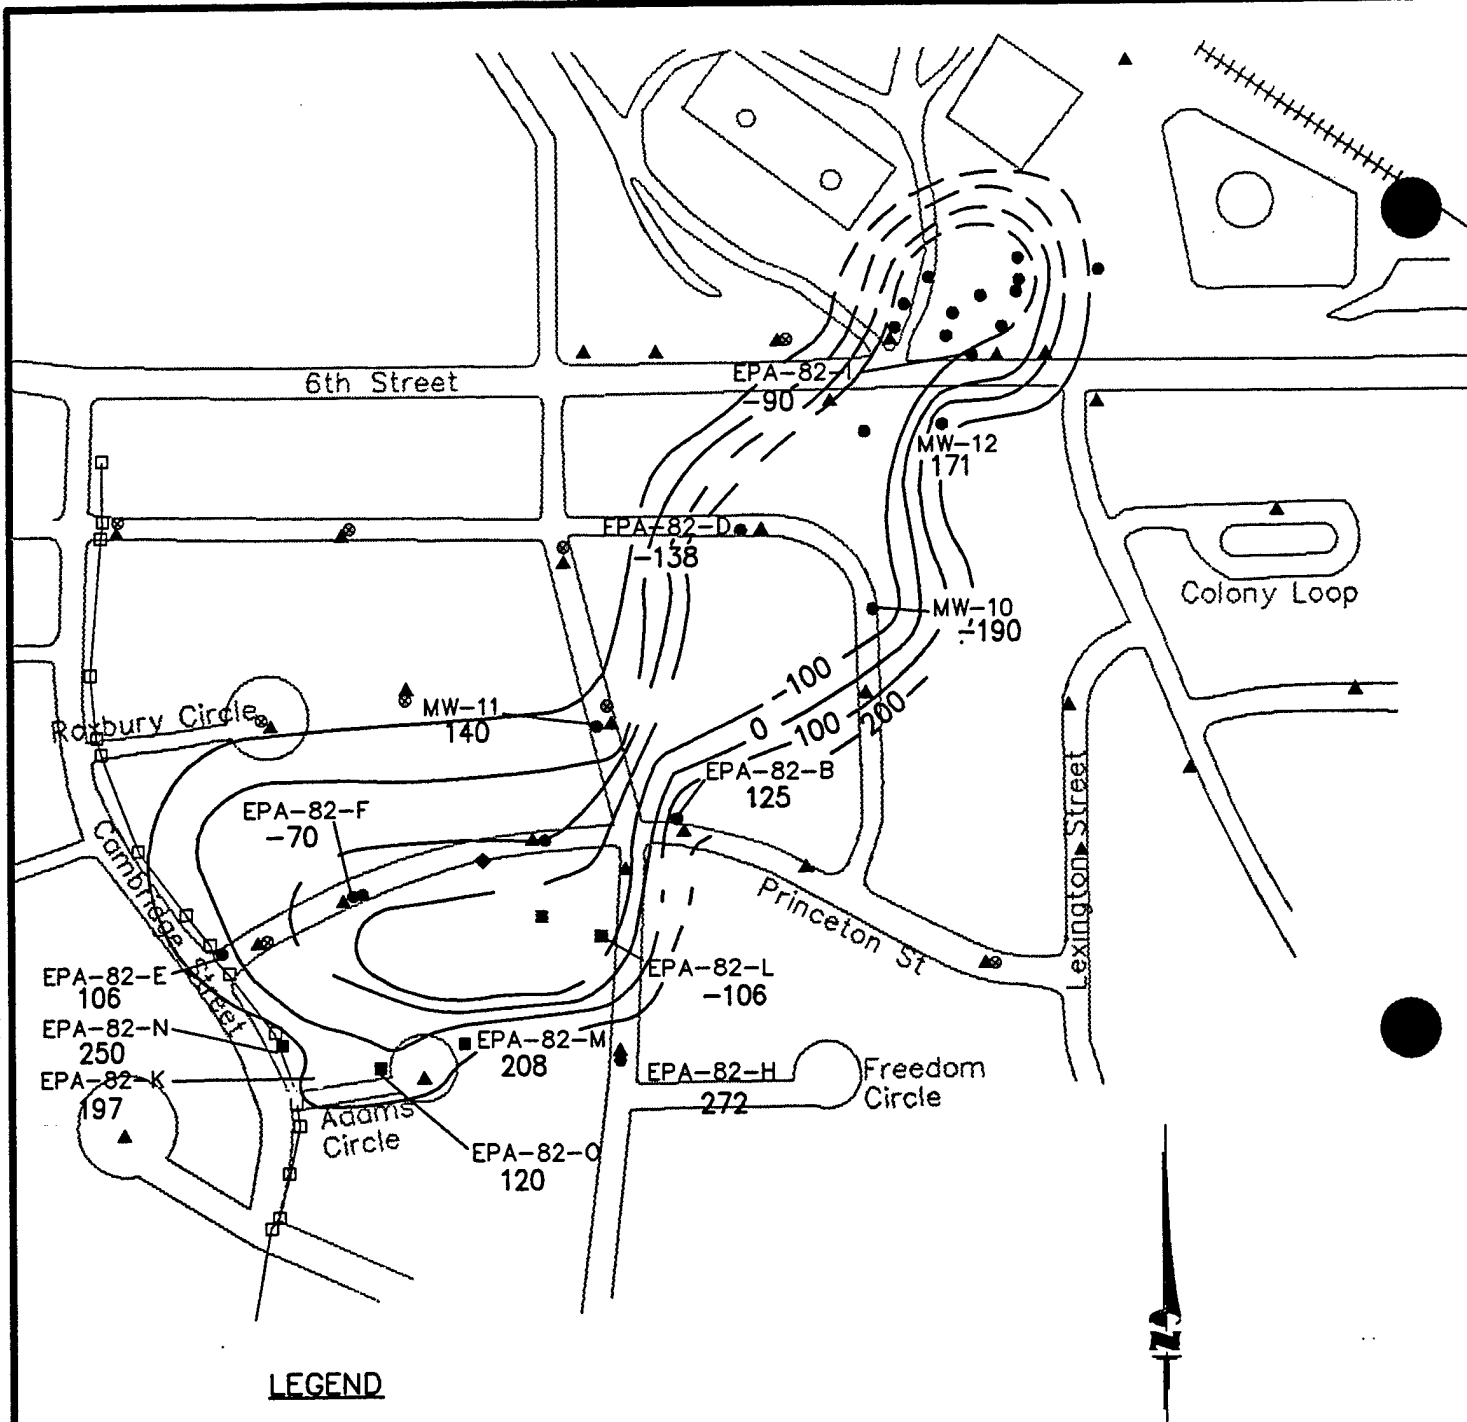 EPA-82-I
-90
6th Street
MW-12
171
EPA-82-D
-138
Colony Loop
MW-10
-190
-100
0
100
200
Roxbury Circle
MW-11
140
EPA-82-B
125
EPA-82-F
-70
Cambridge Street
Princeton St
Lexington Street
EPA-82-E
106
EPA-82-L
-106
EPA-82-N
250
EPA-82-M
208
EPA-82-K
197
EPA-82-H
272
Freedom
Circle
Adams
Circle
EPA-82-O
120
N
LEGEND